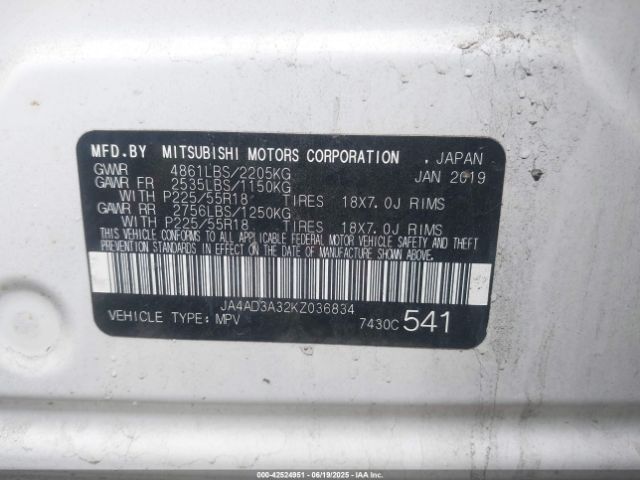 MFD.BY MITSUBISHI MOTORS CORPORATION . JAPAN
GVWR 4861LBS/2205KG JAN 2019
GAWR FR 2535LBS/1150KG
WITH P225/55R18 TIRES 18X7.0J RIMS
GAWR RR 2756LBS/1250KG
WITH P225/55R18 TIRES 18X7.0J RIMS
THIS VEHICLE CONFORMS TO ALL APPLICABLE FEDERAL MOTOR VEHICLE SAFETY AND THEFT
PREVENTION STANDARDS IN EFFECT ON THE DATE OF MANUFACTURE SHOWN ABOVE.
JA4AD3A32KZ036834
VEHICLE TYPE: MPV 7430C 541
00-42524951 - 06/19/2025 - Copyright © IAA, LLC